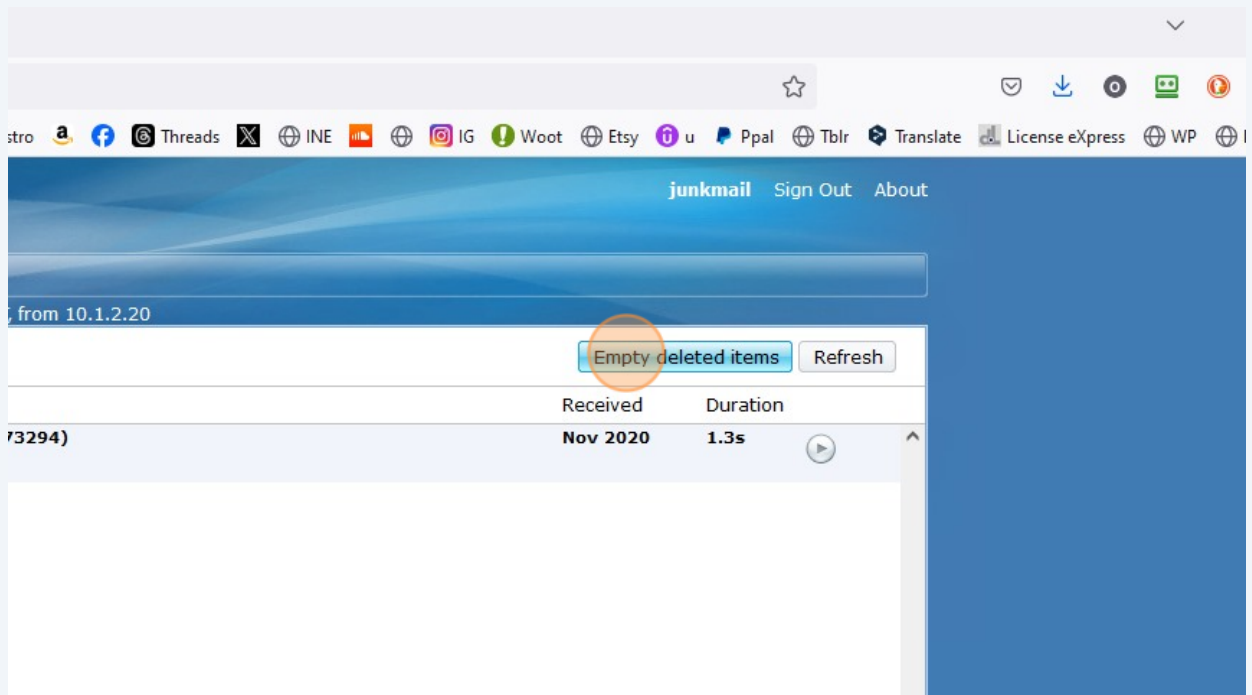 stro Threads INE IG Woot Etsy u Ppal Tblr Translate License eXpress WP
junkmail Sign Out About
, from 10.1.2.20
Empty deleted items Refresh
Received Duration
73294) Nov 2020 1.3s